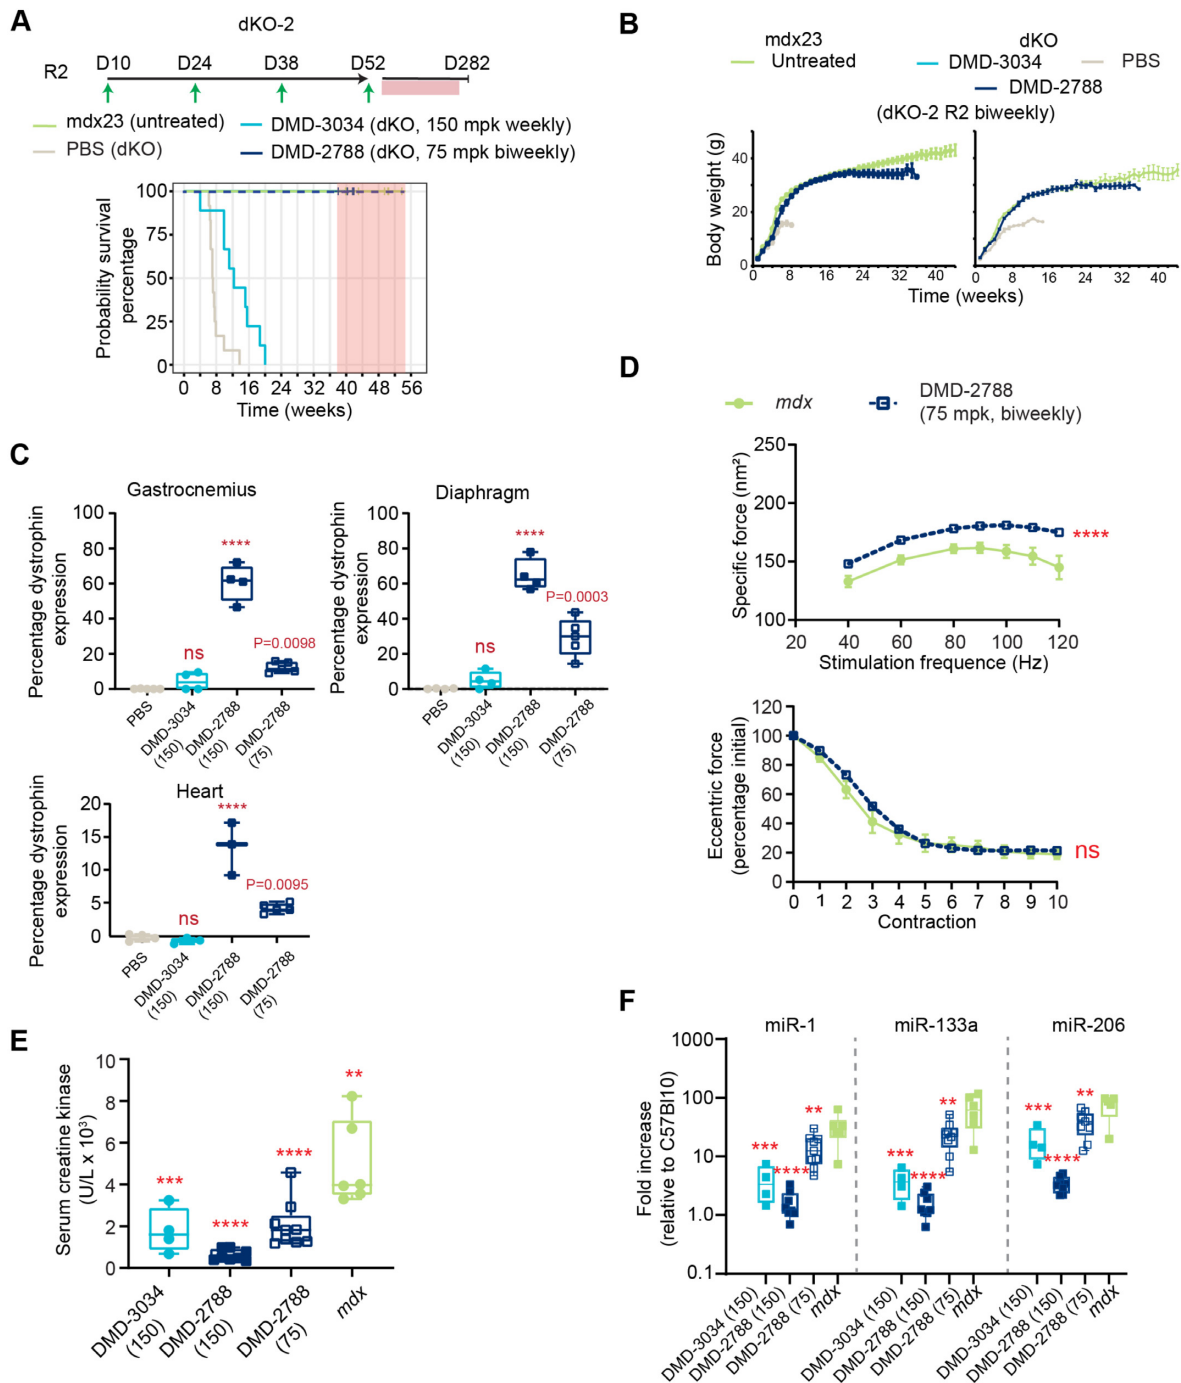 A
dKO-2
R2 D10 D24 D38 D52 D282
mdx23 (untreated) DMD-3034 (dKO, 150 mpk weekly)
PBS (dKO) DMD-2788 (dKO, 75 mpk biweekly)
Probability survival
percentage
100
75
50
25
0
0 8 16 24 32 40 48 56
Time (weeks)
B
mdx23 dKO
Untreated DMD-3034 PBS
DMD-2788
(dKO-2 R2 biweekly)
Body weight (g)
40
20
0
0 8 16 24 32 40 0 8 16 24 32 40
Time (weeks)
C
Gastrocnemius
Percentage dystrophin
expression
100
80
60
40
20
0
****
ns
P=0.0098
PBS
DMD-3034
(150)
DMD-2788
(150)
DMD-2788
(75)
Diaphragm
Percentage dystrophin
expression
100
80
60
40
20
0
****
P=0.0003
ns
PBS
DMD-3034
(150)
DMD-2788
(150)
DMD-2788
(75)
Heart
Percentage dystrophin
expression
20
15
10
5
0
****
P=0.0095
ns
PBS
DMD-3034
(150)
DMD-2788
(150)
DMD-2788
(75)
D
mdx DMD-2788
(75 mpk, biweekly)
Specific force (nm²)
250
200
150
100
****
20 40 60 80 100 120
Stimulation frequence (Hz)
Eccentric force
(percentage initial)
120
100
80
60
40
20
0
ns
0 1 2 3 4 5 6 7 8 9 10
Contraction
E
Serum creatine kinase
(U/L x 10³)
10
8
6
4
2
0
***
****
****
**
DMD-3034
(150)
DMD-2788
(150)
DMD-2788
(75)
mdx
F
miR-1 miR-133a miR-206
Fold increase
(relative to C57Bl10)
1000
100
10
1.0
0.1
*** **** **
*** **** **
*** **** **
DMD-3034 (150)
DMD-2788 (150)
DMD-2788 (75)
mdx
DMD-3034 (150)
DMD-2788 (150)
DMD-2788 (75)
mdx
DMD-3034 (150)
DMD-2788 (150)
DMD-2788 (75)
mdx